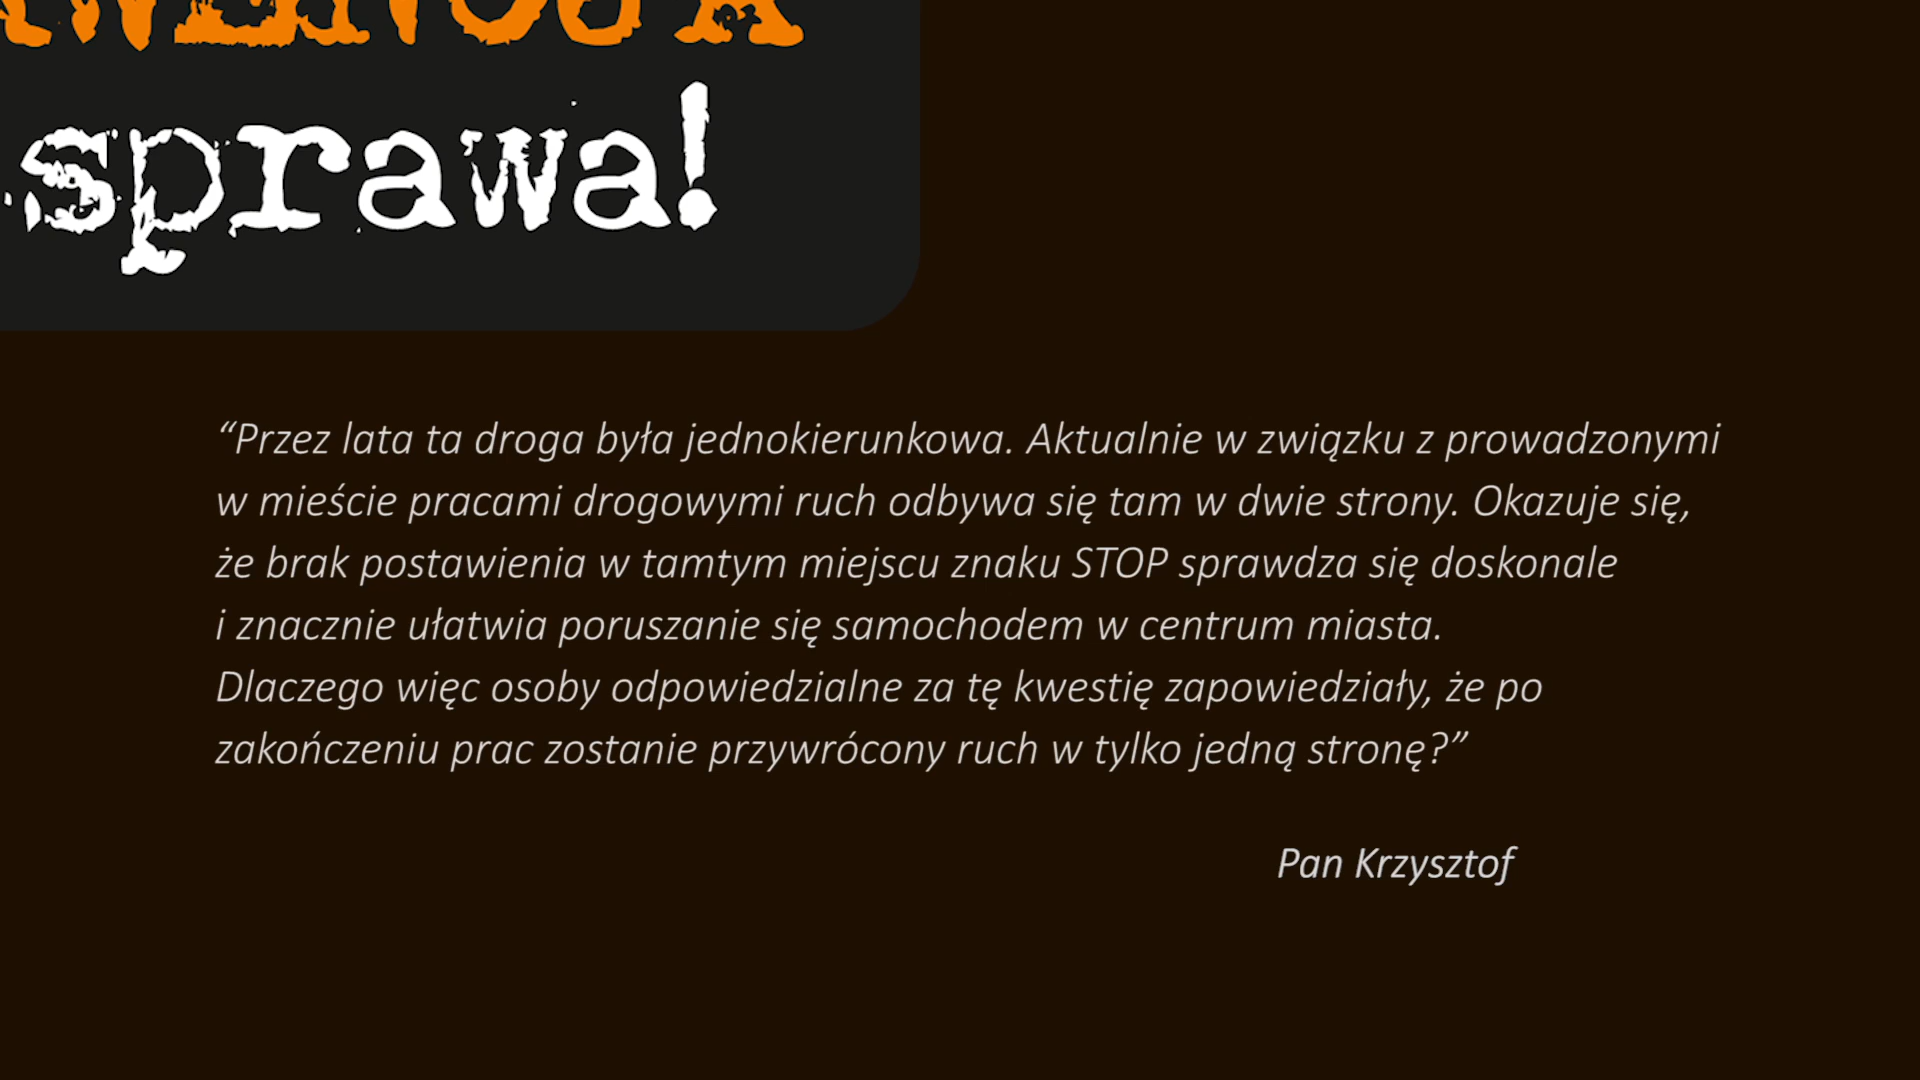 sprawa!
“Przez lata ta droga była jednokierunkowa. Aktualnie w związku z prowadzonymi
w mieście pracami drogowymi ruch odbywa się tam w dwie strony. Okazuje się,
że brak postawienia w tamtym miejscu znaku STOP sprawdza się doskonale
i znacznie ułatwia poruszanie się samochodem w centrum miasta.
Dlaczego więc osoby odpowiedzialne za tę kwestię zapowiedziały, że po
zakończeniu prac zostanie przywrócony ruch w tylko jedną stronę?”
Pan Krzysztof